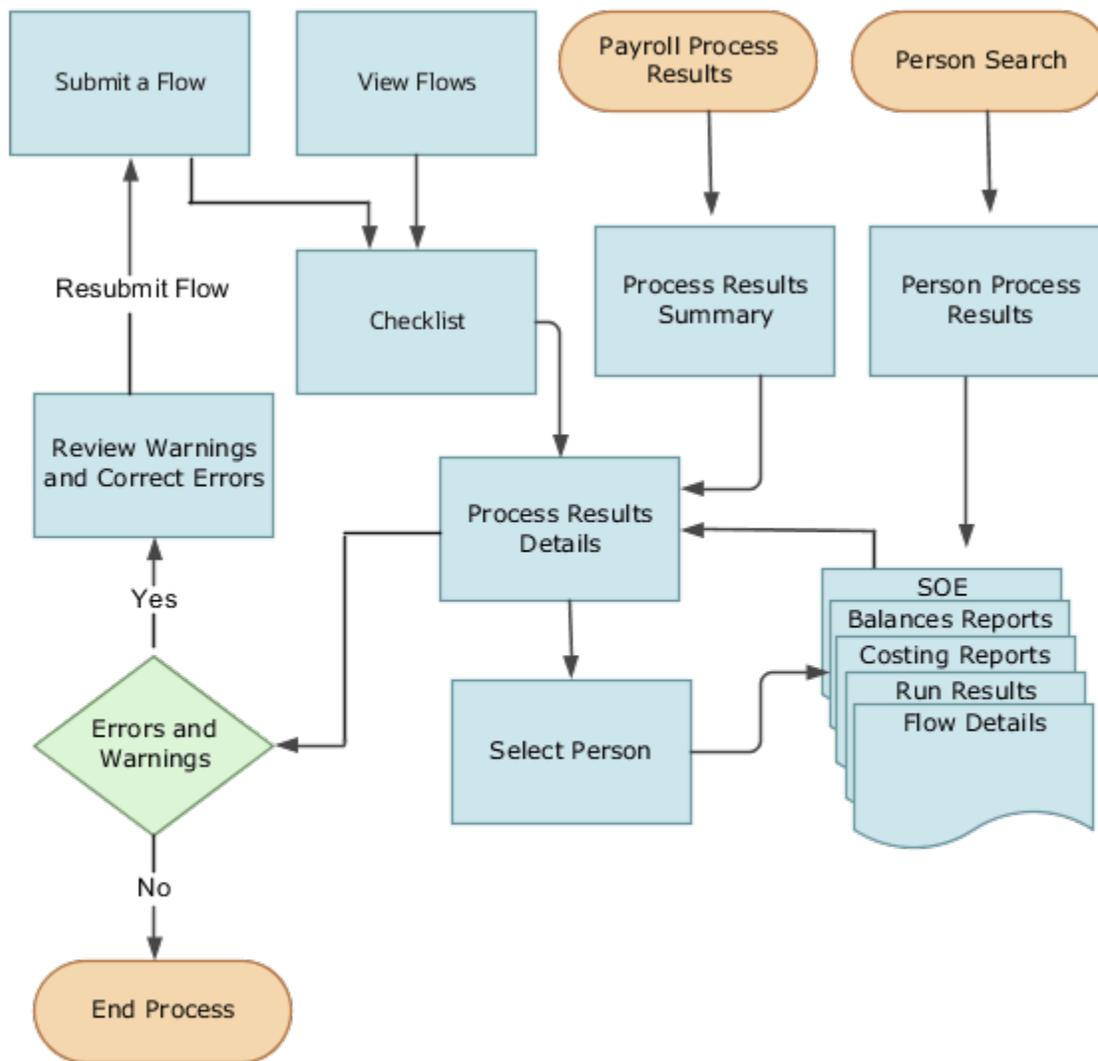 Submit a Flow
View Flows
Payroll Process
Results
Person Search
Resubmit Flow
Checklist
Process Results
Summary
Person Process
Results
Review Warnings
and Correct Errors
Process Results
Details
Yes
SOE
Balances Reports
Costing Reports
Run Results
Flow Details
Errors and
Warnings
Select Person
No
End Process